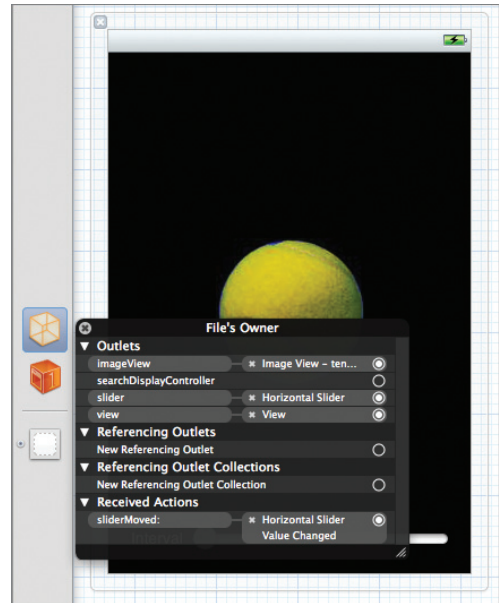 File's Owner
Outlets
imageView Image View – ten...
searchDisplayController
slider Horizontal Slider
view View
Referencing Outlets
New Referencing Outlet
Referencing Outlet Collections
New Referencing Outlet Collection
Received Actions
sliderMoved: Horizontal Slider
Value Changed
Interval